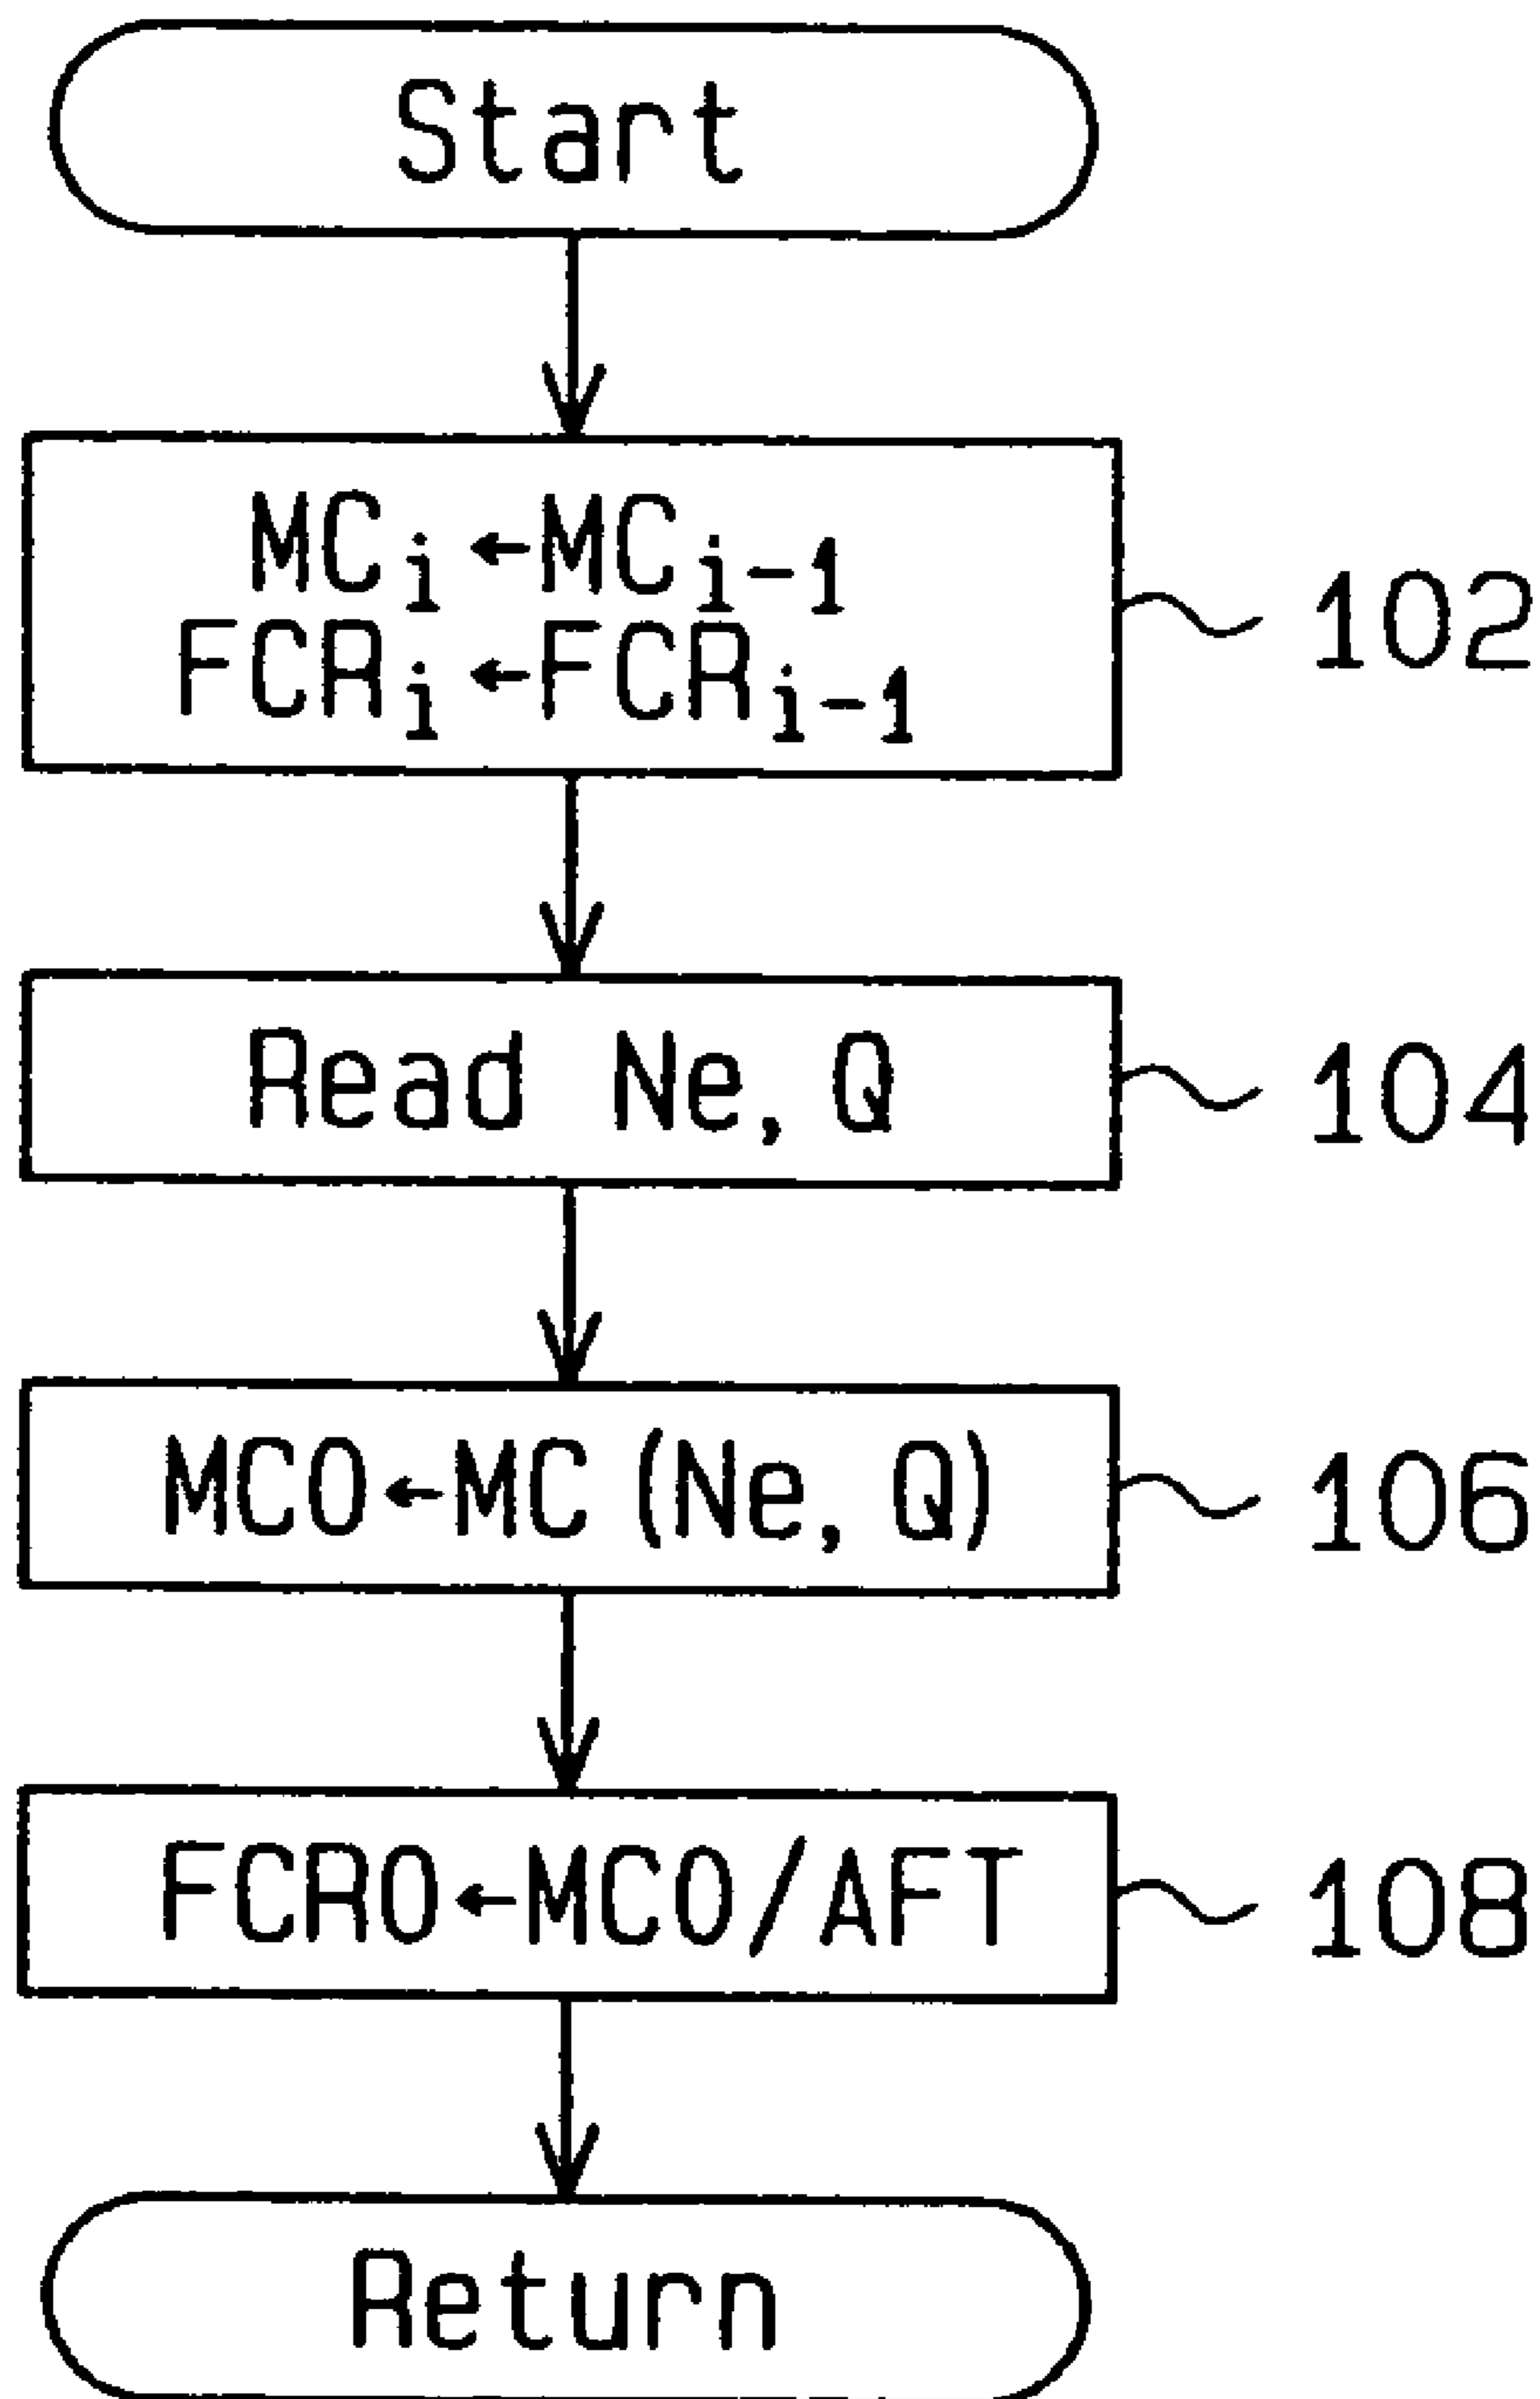 Start
MCi←MCi-1
FCRi←FCRi-1
102
Read Ne, Q
104
MC0←MC(Ne, Q)
106
FCR0←MC0/AFT
108
Return